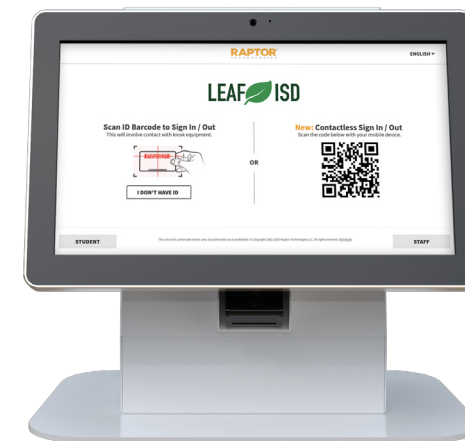 RAPTOR
TECHNOLOGIES
ENGLISH
LEAF ISD
Scan ID Barcode to Sign In / Out
This will involve contact with kiosk equipment.
I DON'T HAVE ID
OR
New: Contactless Sign In / Out
Scan the code below with your mobile device.
STUDENT
STAFF